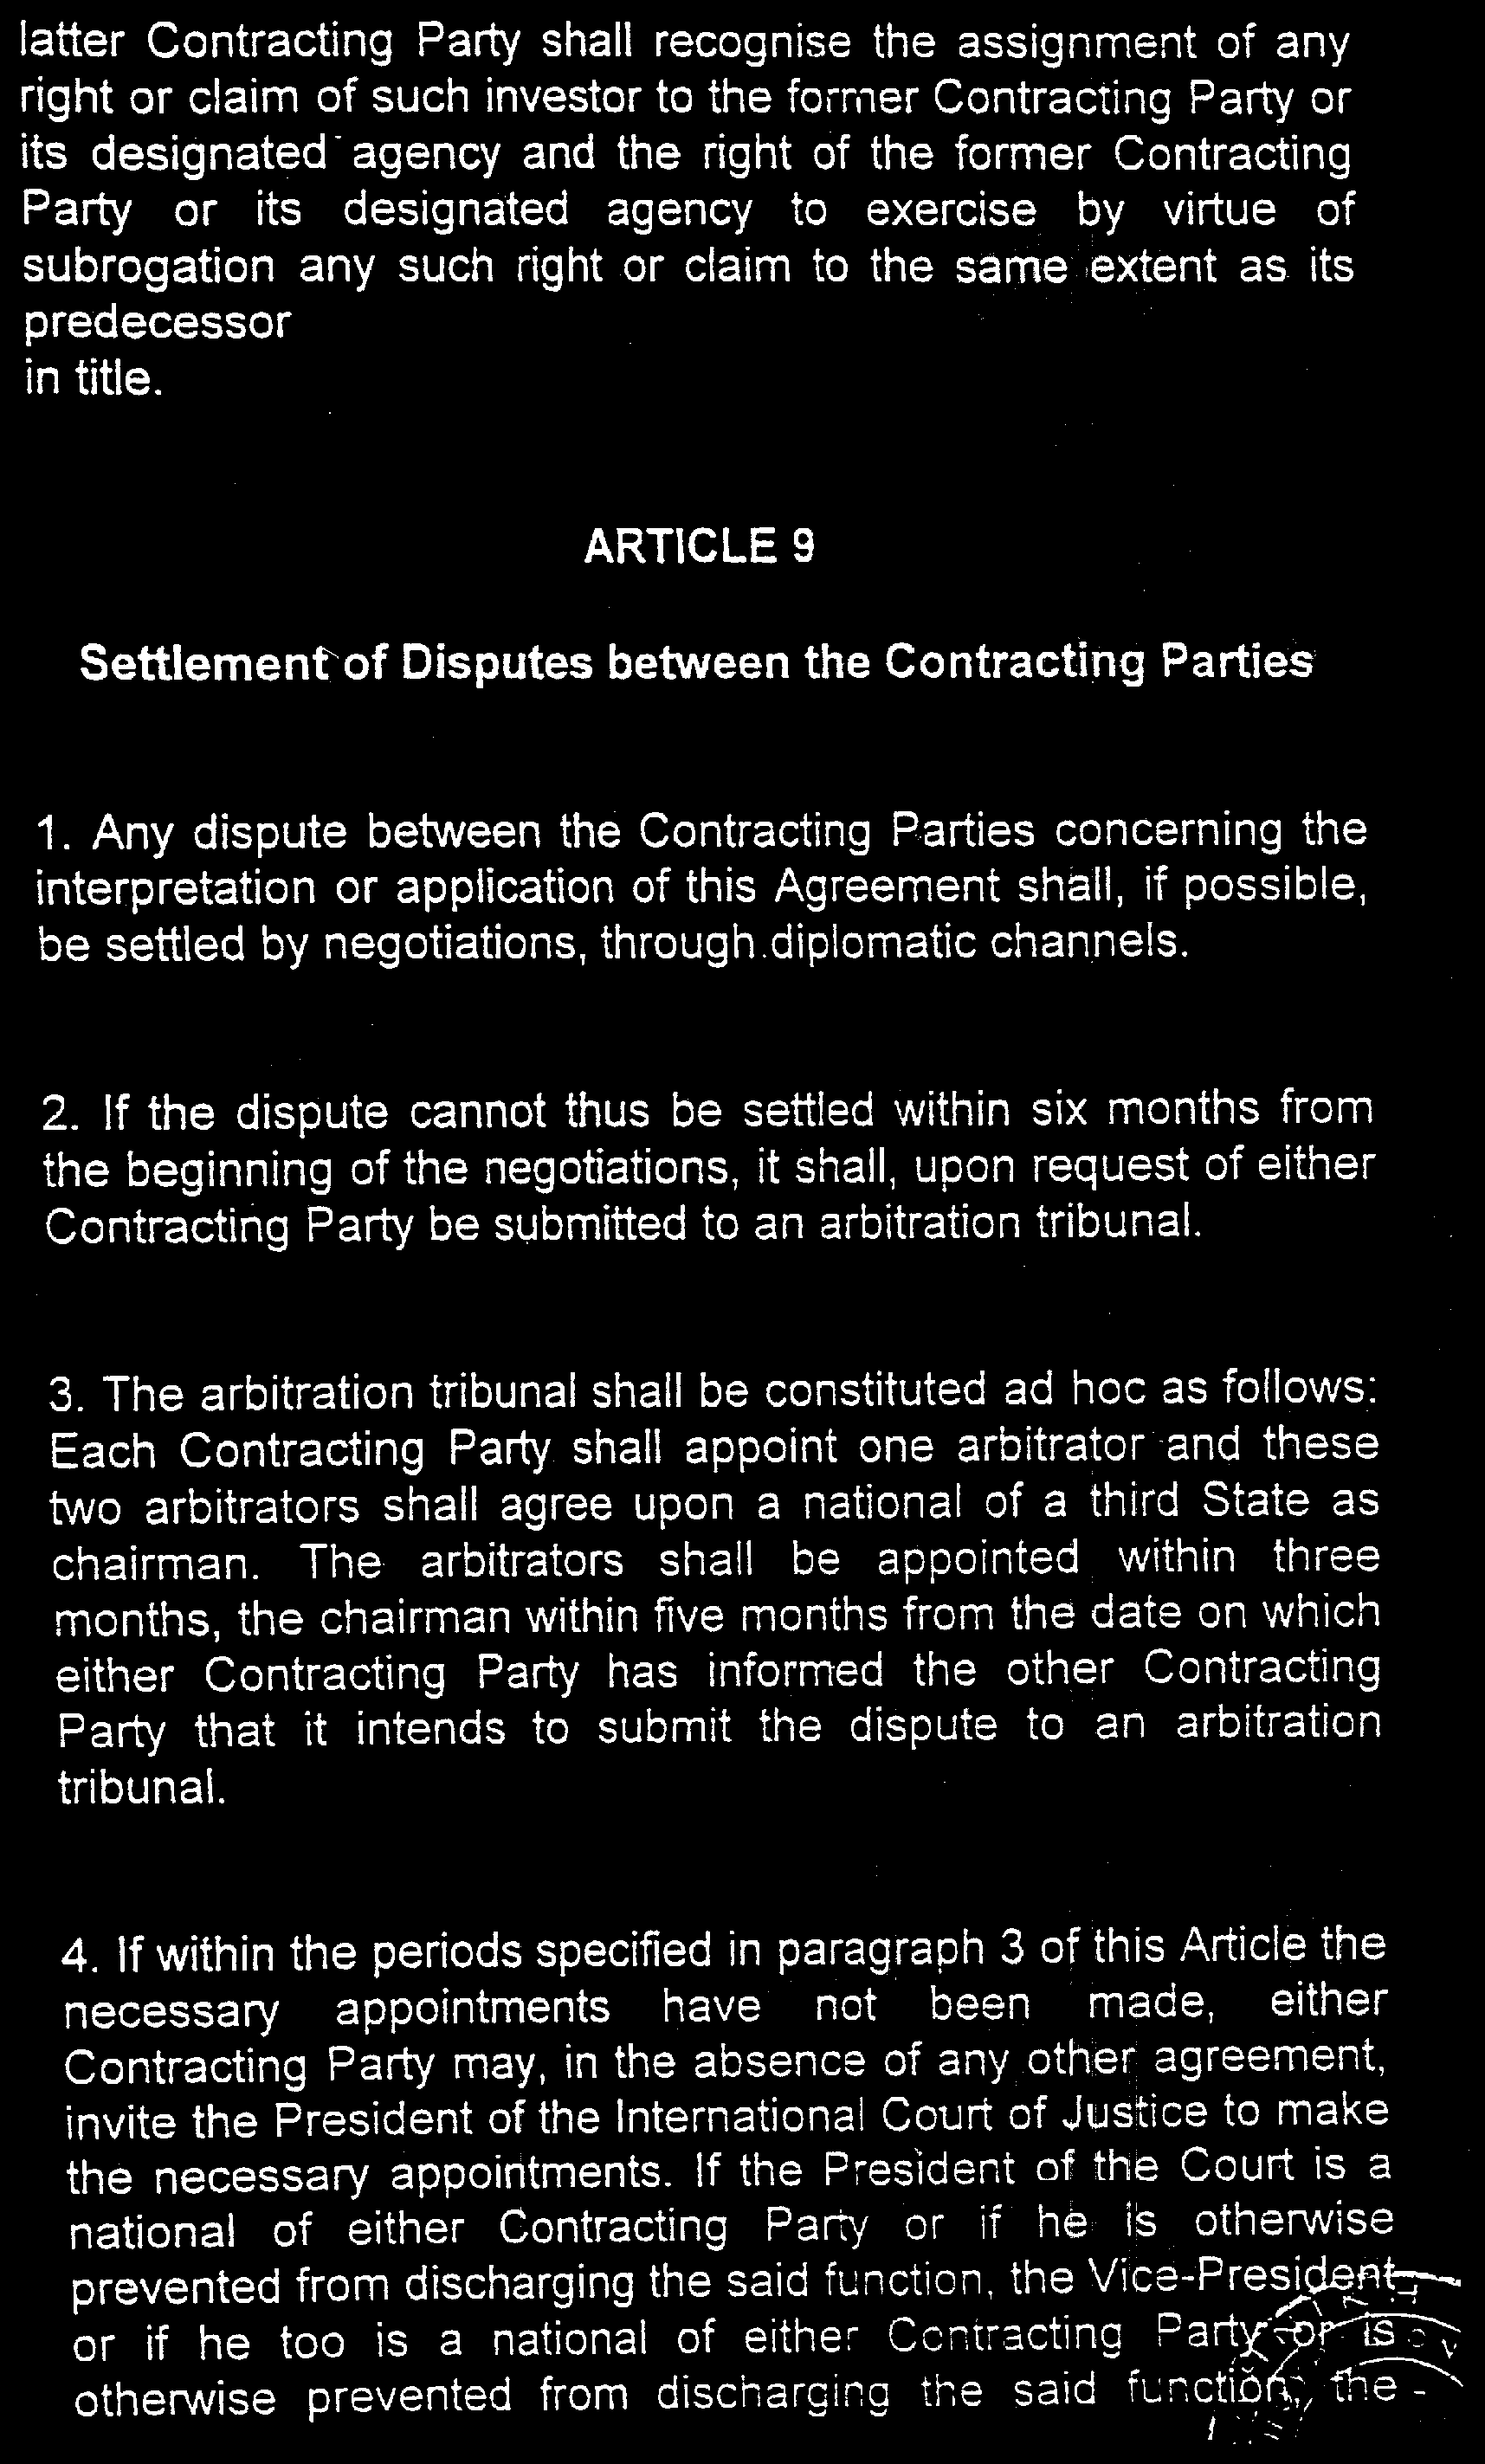 latter Contracting Party shall recognise the assignment of any
right or claim of such investor to the former Contracting Party or
its designated agency and the right of the former Contracting
Party or its designated agency to exercise by virtue of
subrogation any such right or claim to the same extent as its
predecessor
in title.
ARTICLE 9
Settlement of Disputes between the Contracting Parties
1. Any dispute between the Contracting Parties concerning the
interpretation or application of this Agreement shall, if possible,
be settled by negotiations, through diplomatic channels.
2. If the dispute cannot thus be settled within six months from
the beginning of the negotiations, it shall, upon request of either
Contracting Party be submitted to an arbitration tribunal.
3. The arbitration tribunal shall be constituted ad hoc as follows:
Each Contracting Party shall appoint one arbitrator and these
two arbitrators shall agree upon a national of a third State as
chairman. The arbitrators shall be appointed within three
months, the chairman within five months from the date on which
either Contracting Party has informed the other Contracting
Party that it intends to submit the dispute to an arbitration
tribunal.
4. If within the periods specified in paragraph 3 of this Article the
necessary appointments have not been made, either
Contracting Party may, in the absence of any other agreement,
invite the President of the International Court of Justice to make
the necessary appointments. If the President of the Court is a
national of either Contracting Party or if he is otherwise
prevented from discharging the said function, the Vice-President
or if he too is a national of either Contracting Party or is
otherwise prevented from discharging the said function, the